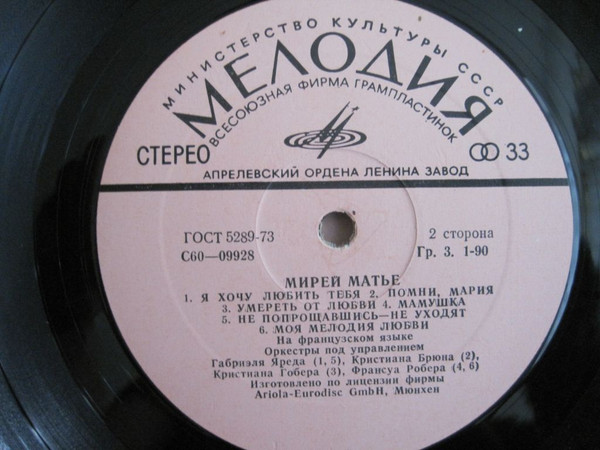 МИНИСТЕРСТВО КУЛЬТУРЫ СССР
МЕЛОДИЯ
ВСЕСОЮЗНАЯ ФИРМА ГРАМПЛАСТИНОК
СТЕРЕО
33
АПРЕЛЕВСКИЙ ОРДЕНА ЛЕНИНА ЗАВОД
ГОСТ 5289-73
2 сторона
С60—09928
Гр. 3. 1-90
МИРЕЙ МАТЬЕ
1. Я ХОЧУ ЛЮБИТЬ ТЕБЯ 2. ПОМНИ, МАРИЯ
3. УМЕРЕТЬ ОТ ЛЮБВИ 4. МАМУШКА
5. НЕ ПОПРОЩАВШИСЬ—НЕ УХОДЯТ
6. МОЯ МЕЛОДИЯ ЛЮБВИ
На французском языке
Оркестры под управлением
Габриэля Яреда (1, 5), Кристиана Брюна (2),
Кристиана Гобера (3), Франсуа Робера (4, 6)
Изготовлено по лицензии фирмы
Ariola-Eurodisc GmbH, Мюнхен